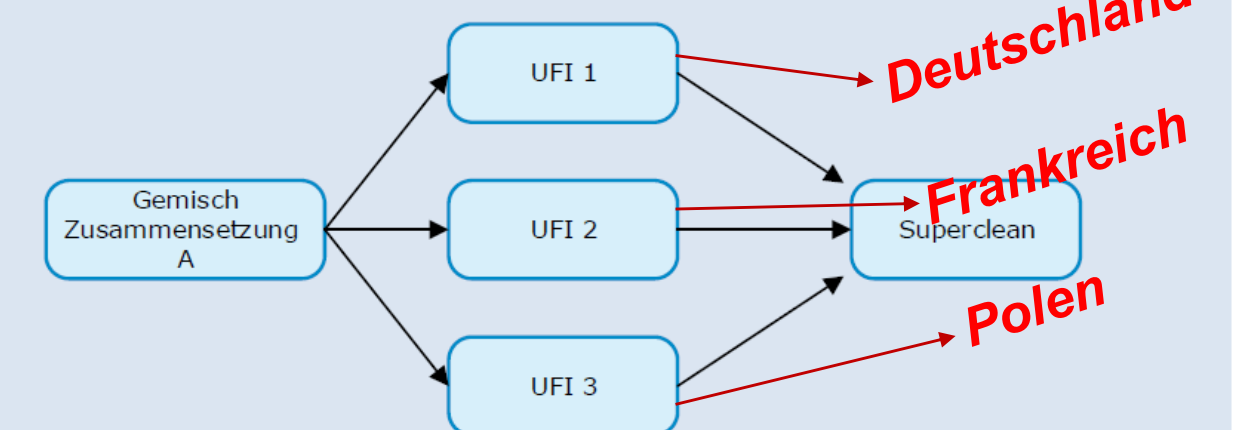 UFI 1
Deutschland
Gemisch
Zusammensetzung
A
UFI 2
Frankreich
Superclean
UFI 3
Polen